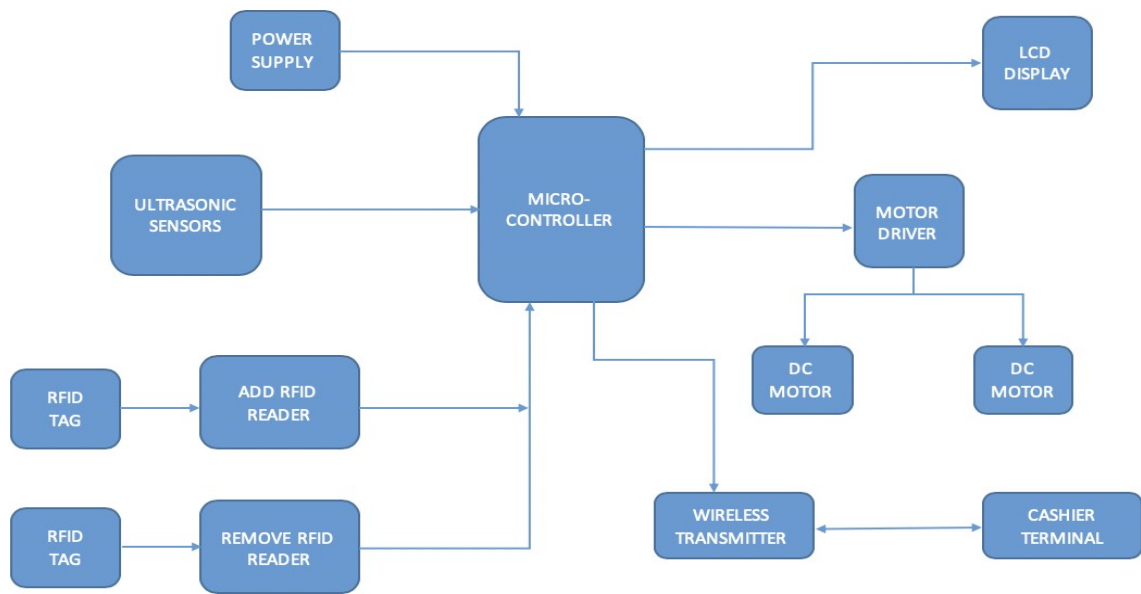 POWER
SUPPLY
LCD
DISPLAY
ULTRASONIC
SENSORS
MICRO-
CONTROLLER
MOTOR
DRIVER
DC
MOTOR
DC
MOTOR
RFID
TAG
ADD RFID
READER
RFID
TAG
REMOVE RFID
READER
WIRELESS
TRANSMITTER
CASHIER
TERMINAL